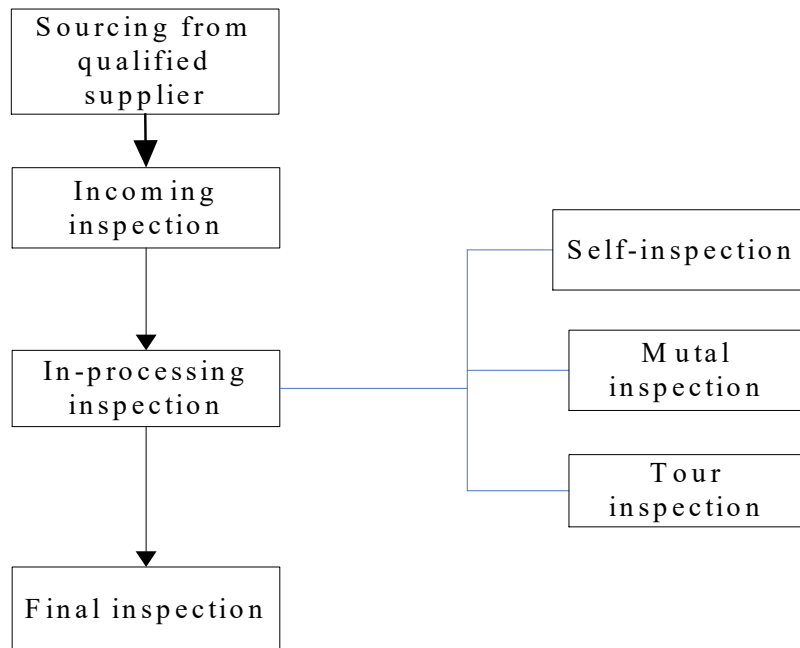 Sourcing from
qualified
supplier
Incoming
inspection
In-processing
inspection
Final inspection
Self-inspection
Mutal
inspection
Tour
inspection